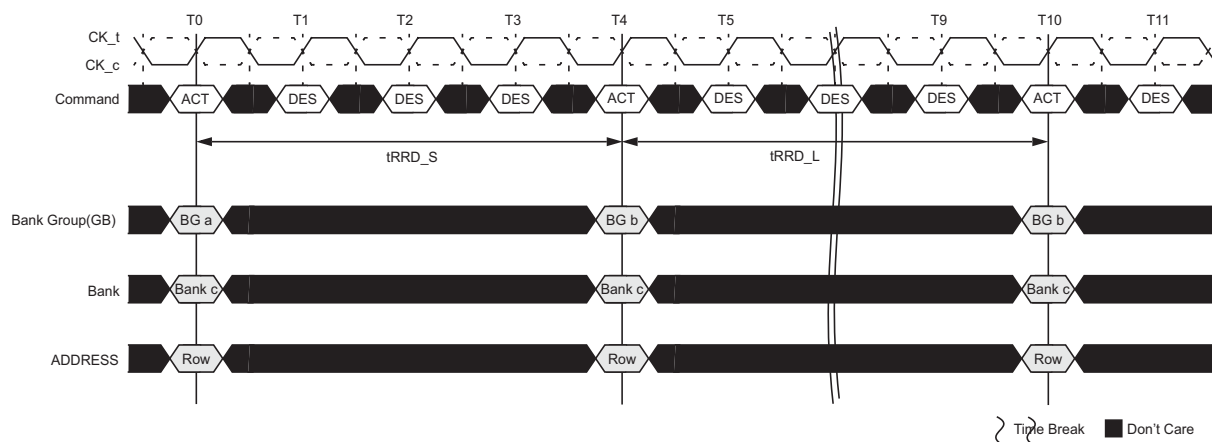 T0 T1 T2 T3 T4 T5 T9 T10 T11
CK_t
CK_c
Command ACT DES DES DES ACT DES DES DES ACT DES
tRRD_S tRRD_L
Bank Group(GB) BG a BG b BG b
Bank Bank c Bank c Bank c
ADDRESS Row Row Row
Time Break Don't Care